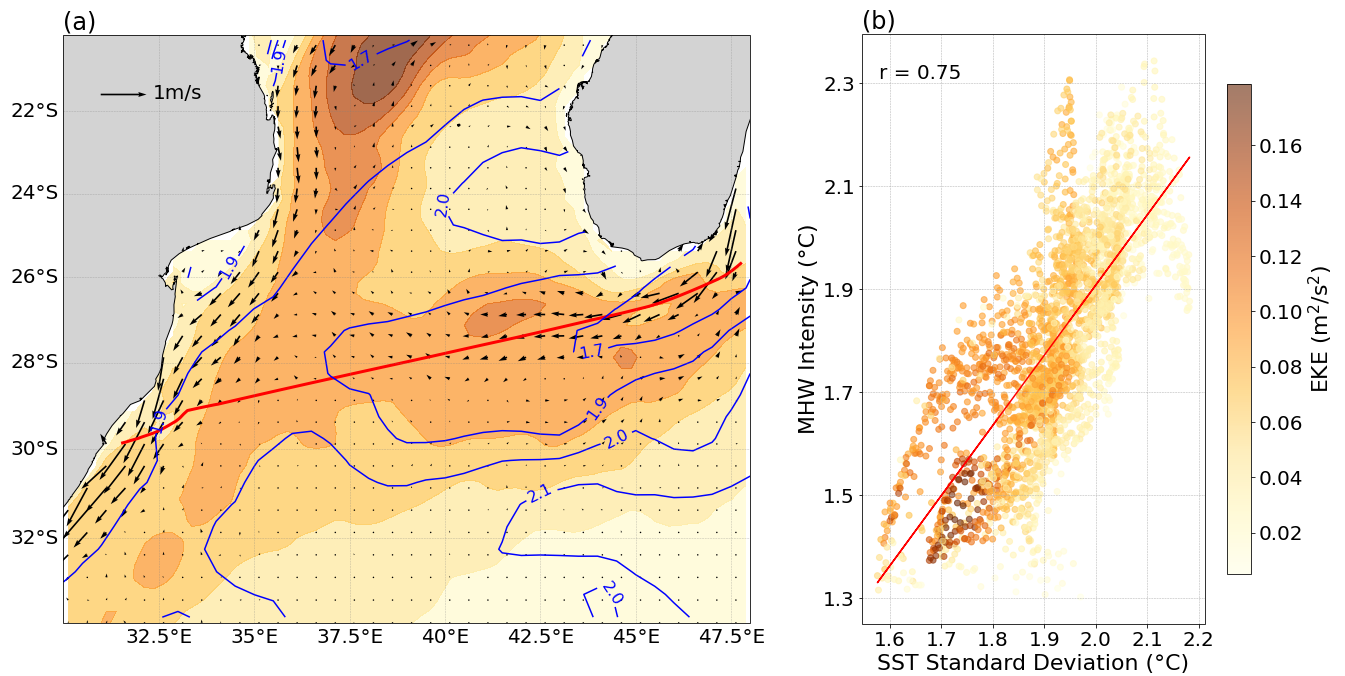 (a)
1m/s
1.9
1.7
2.0
1.9
1.7
1.9
1.9
2.0
2.1
2.0
22°S
24°S
26°S
28°S
30°S
32°S
32.5°E 35°E 37.5°E 40°E 42.5°E 45°E 47.5°E
(b)
r = 0.75
MHW Intensity (°C)
2.3
2.1
1.9
1.7
1.5
1.3
1.6 1.7 1.8 1.9 2.0 2.1 2.2
SST Standard Deviation (°C)
0.16
0.14
0.12
0.10
0.08
0.06
0.04
0.02
EKE (m²/s²)